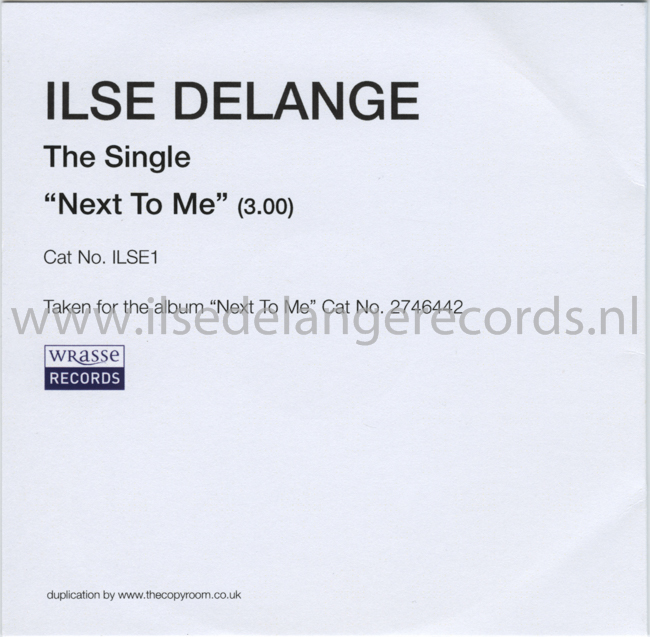 ILSE DELANGE
The Single
“Next To Me” (3.00)
Cat No. ILSE1
Taken for the album “Next To Me” Cat No. 2746442
www.ilsedelangerecords.nl
WRasse
RECORDS
duplication by www.thecopyroom.co.uk